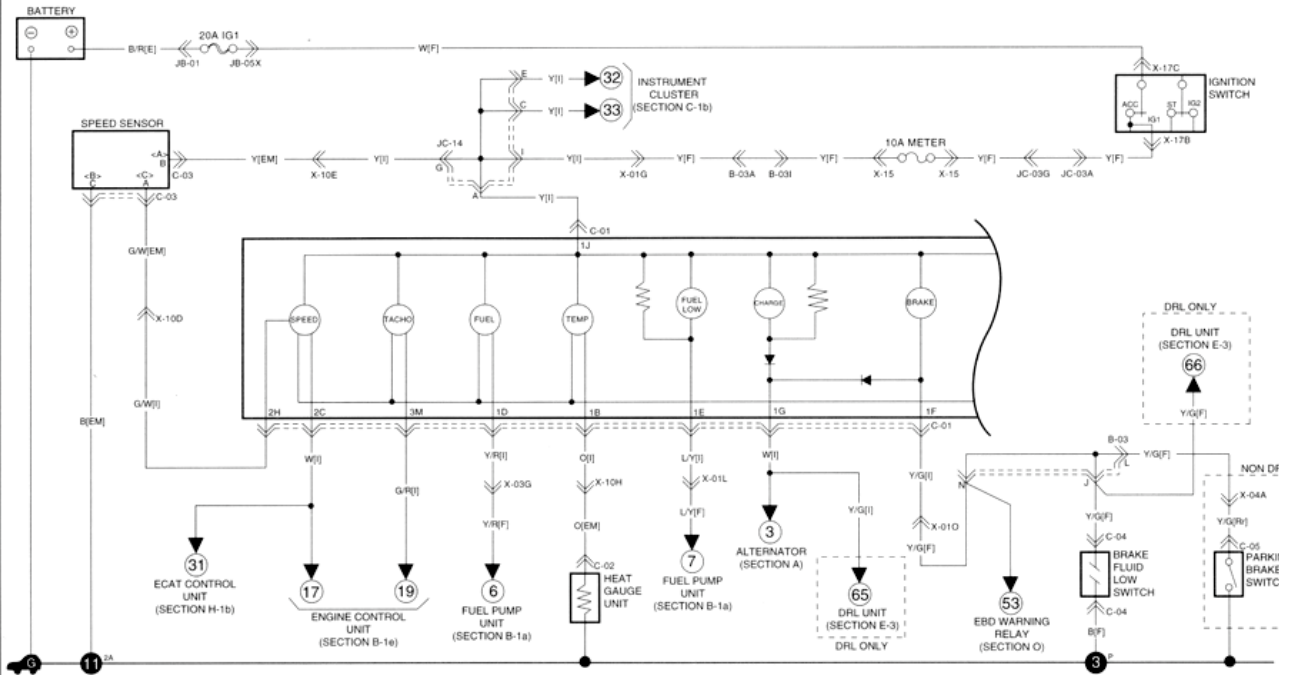 BATTERY
20A IG1
B/R[E]
JB-01
JB-05X
W[F]
X-17C
IGNITION
SWITCH
ACC
ST
IG2
IG1
X-17B
E
Y[I]
32
INSTRUMENT
CLUSTER
(SECTION C-1b)
C
Y[I]
33
SPEED SENSOR
<A>
B
C-03
<B>
C
<C>
A
C-03
Y[EM]
X-10E
Y[I]
JC-14
G
I
A
Y[I]
X-01G
Y[F]
B-03A
B-03I
Y[F]
10A METER
X-15
X-15
Y[F]
JC-03G
JC-03A
Y[F]
Y[I]
C-01
1J
G/W[EM]
X-10D
G/W[I]
B[EM]
SPEED
TACHO
FUEL
TEMP
FUEL
LOW
CHARGE
BRAKE
2H
2C
3M
1D
1B
1E
1G
1F
C-01
DRL ONLY
DRL UNIT
(SECTION E-3)
66
Y/G[F]
W[I]
G/R[I]
Y/R[I]
X-03G
Y/R[F]
O[I]
X-10H
O[EM]
C-02
L/Y[I]
X-01L
L/Y[F]
W[I]
Y/G[I]
Y/G[I]
X-01O
Y/G[F]
N
J
B-03
L
Y/G[F]
NON DR
X-04A
Y/G[Rr]
C-05
PARKI
BRAKE
SWITC
Y/G[F]
C-04
BRAKE
FLUID
LOW
SWITCH
C-04
B[F]
31
ECAT CONTROL
UNIT
(SECTION H-1b)
17
19
ENGINE CONTROL
UNIT
(SECTION B-1e)
6
FUEL PUMP
UNIT
(SECTION B-1a)
HEAT
GAUGE
UNIT
7
FUEL PUMP
UNIT
(SECTION B-1a)
3
ALTERNATOR
(SECTION A)
65
DRL UNIT
(SECTION E-3)
DRL ONLY
53
EBD WARNING
RELAY
(SECTION O)
G
11
2A
3
P